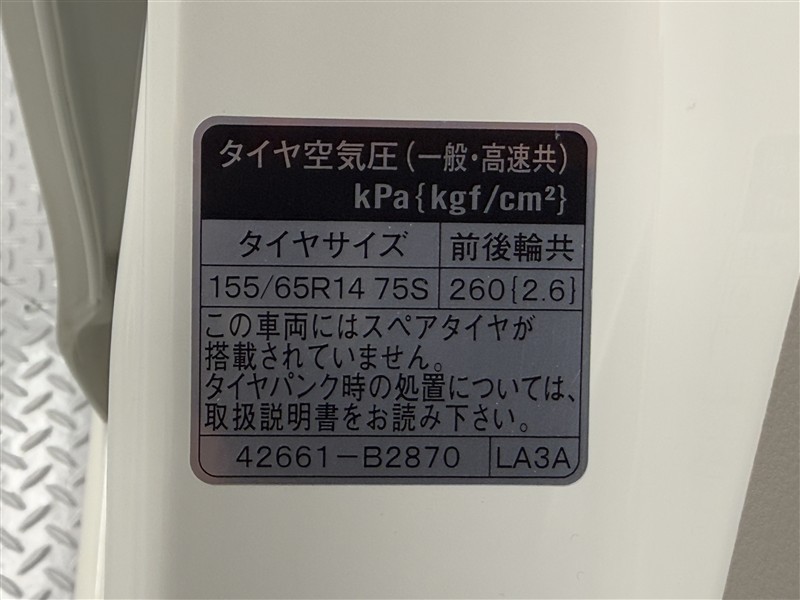 タイヤ空気圧(一般・高速共)
kPa{kgf/cm²}
タイヤサイズ 前後輪共
155/65R14 75S 260{2.6}
この車両にはスペアタイヤが
搭載されていません。
タイヤパンク時の処置については、
取扱説明書をお読み下さい。
42661-B2870 LA3A